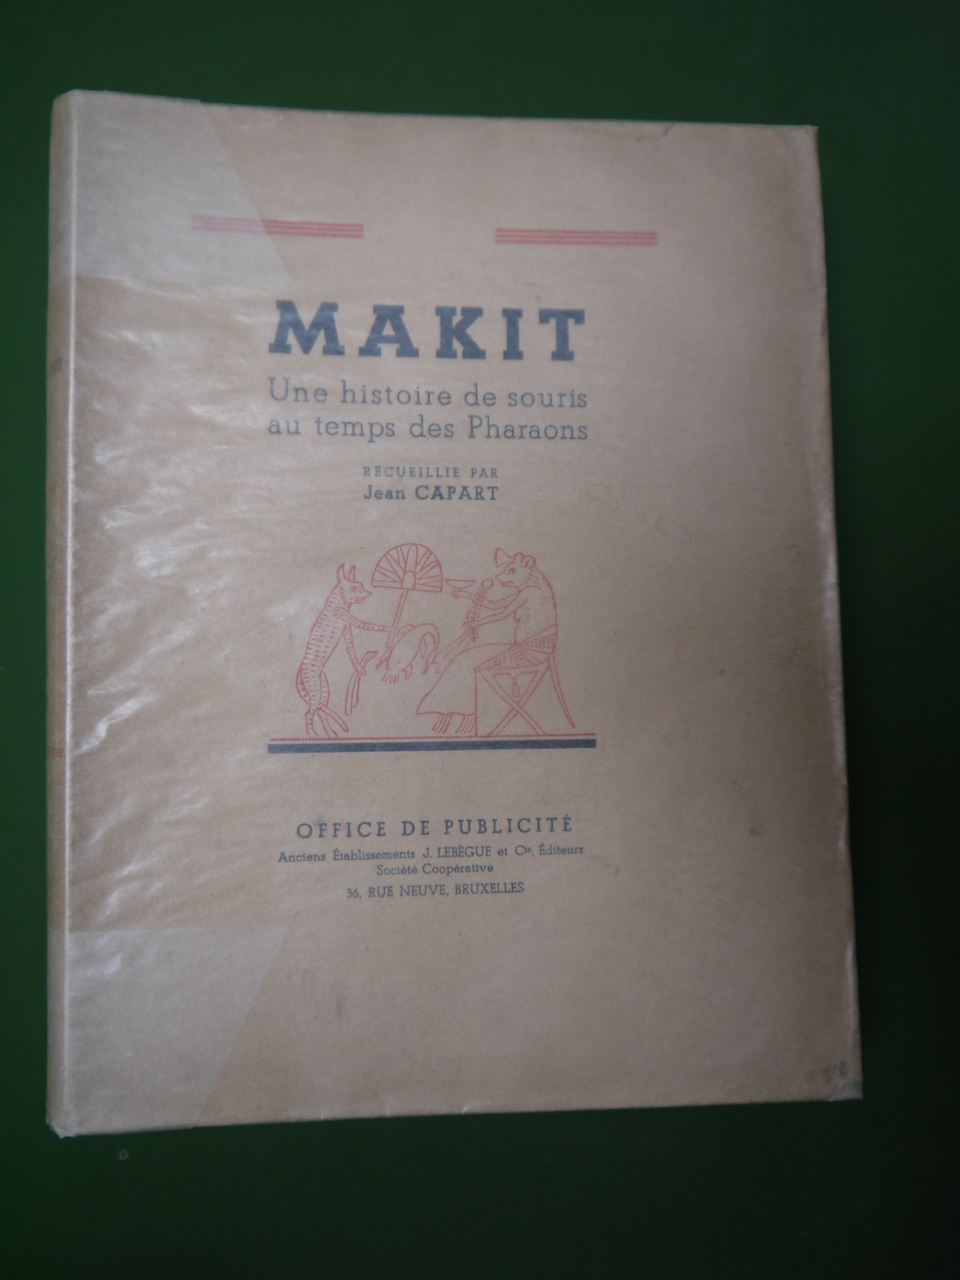 MAKIT
Une histoire de souris
au temps des Pharaons
RECUEILLIE PAR
Jean CAPART
OFFICE DE PUBLICITÉ
Anciens Établissements J. LEBÈGUE et Cie, Éditeurs
Société Coopérative
36, RUE NEUVE, BRUXELLES